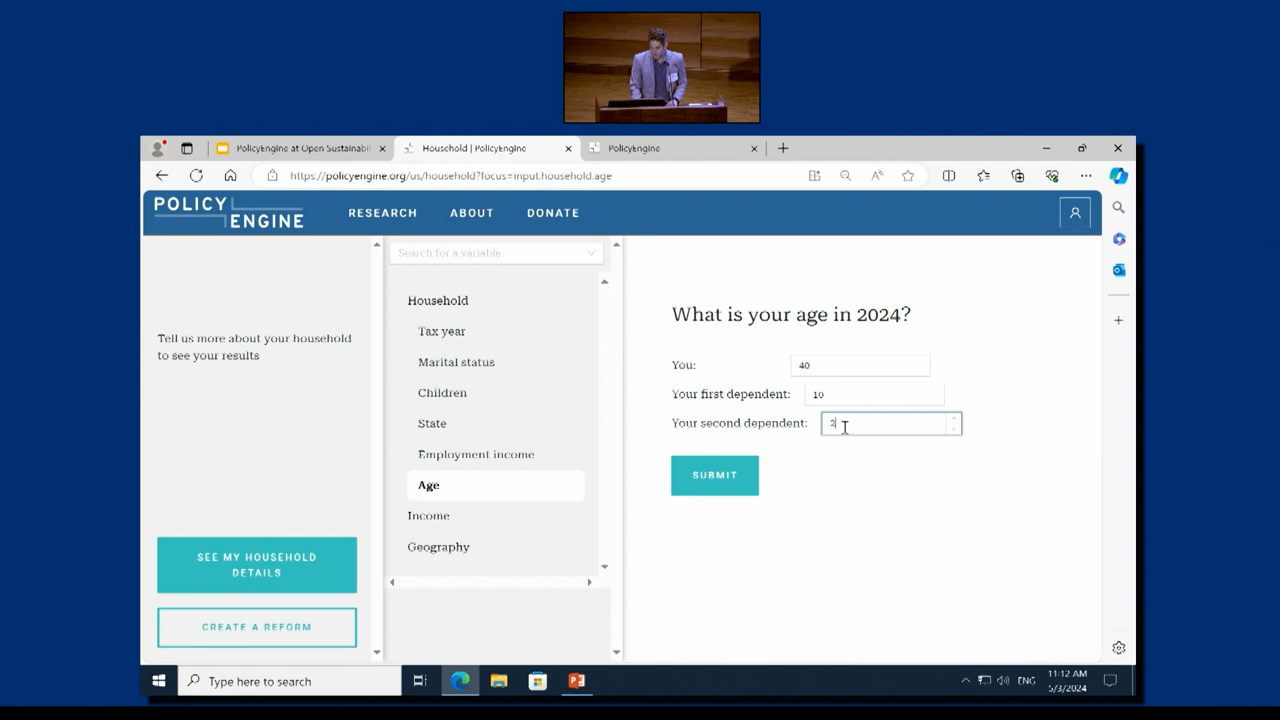 PolicyEngine at Open Sustainabil
Household | PolicyEngine
PolicyEngine
https://policyengine.org/us/household?focus=input.household.age
POLICY
ENGINE
RESEARCH
ABOUT
DONATE
Search for a variable
Household
Tax year
Marital status
Children
State
Employment income
Age
Income
Geography
Tell us more about your household
to see your results
SEE MY HOUSEHOLD
DETAILS
CREATE A REFORM
What is your age in 2024?
You: 40
Your first dependent: 10
Your second dependent: 2
SUBMIT
Type here to search
ENG
11:12 AM
5/3/2024